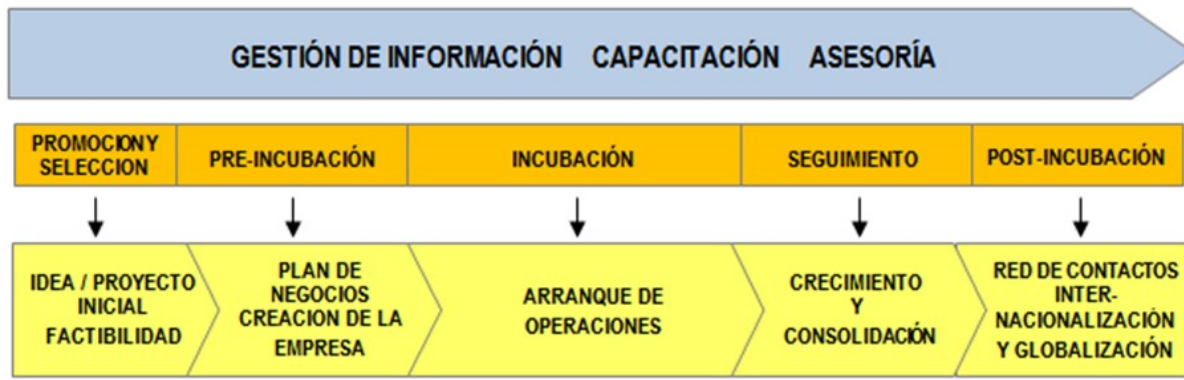 GESTIÓN DE INFORMACIÓN CAPACITACIÓN ASESORÍA
PROMOCION Y
SELECCION
PRE-INCUBACIÓN
INCUBACIÓN
SEGUIMIENTO
POST-INCUBACIÓN
IDEA / PROYECTO
INICIAL
FACTIBILIDAD
PLAN DE
NEGOCIOS
CREACION DE LA
EMPRESA
ARRANQUE DE
OPERACIONES
CRECIMIENTO
Y
CONSOLIDACIÓN
RED DE CONTACTOS
INTER-
NACIONALIZACIÓN
Y GLOBALIZACIÓN